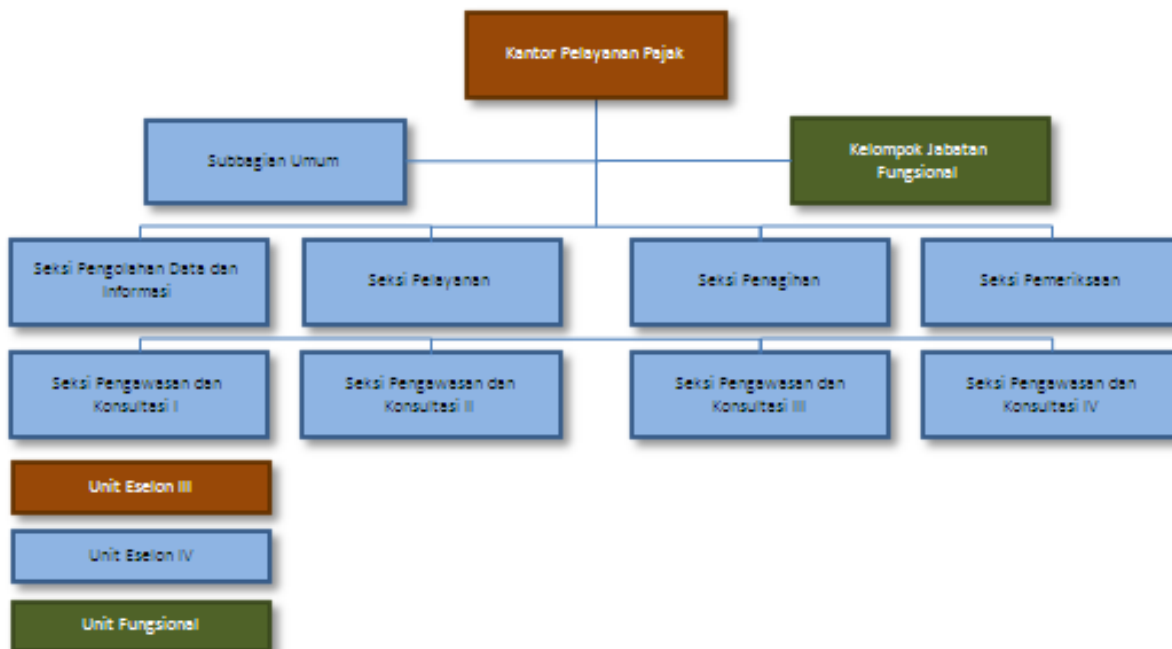 Kantor Pelayanan Pajak
Subbagian Umum
Kelompok Jabatan
Fungsional
Seksi Pengolahan Data dan
Informasi
Seksi Pelayanan
Seksi Penagihan
Seksi Pemeriksaan
Seksi Pengawasan dan
Konsultasi I
Seksi Pengawasan dan
Konsultasi II
Seksi Pengawasan dan
Konsultasi III
Seksi Pengawasan dan
Konsultasi IV
Unit Eselon III
Unit Eselon IV
Unit Fungsional